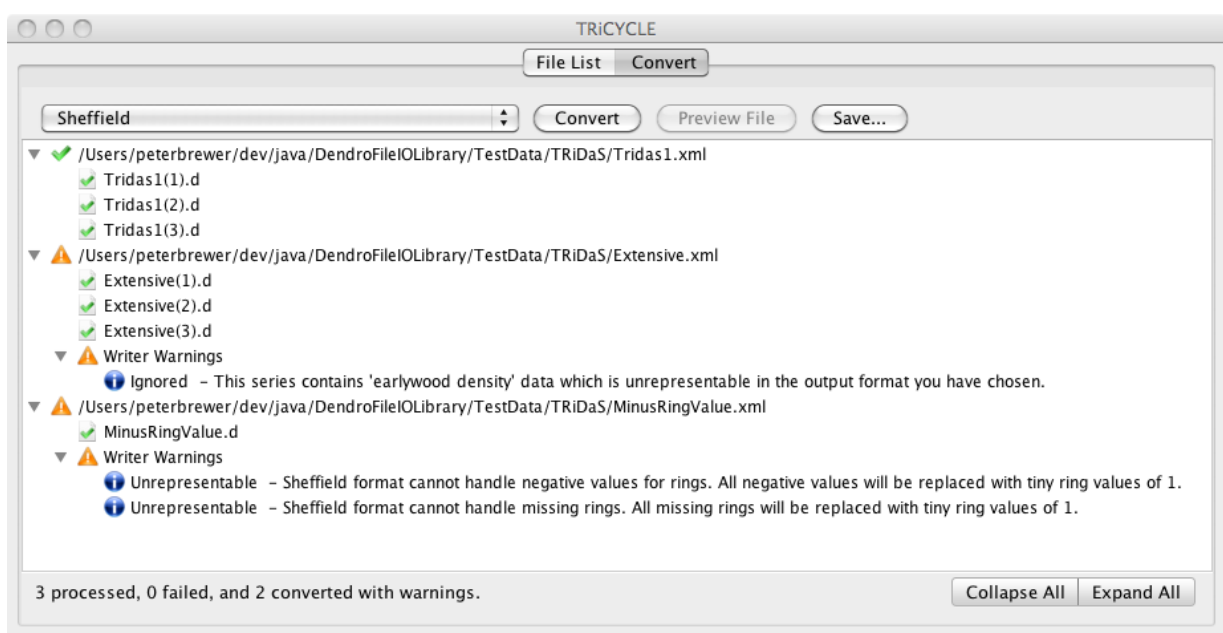 TRiCYCLE
File List Convert
Sheffield Convert Preview File Save...
/Users/peterbrewer/dev/java/DendroFileIOLibrary/TestData/TRiDaS/Tridas1.xml
Tridas1(1).d
Tridas1(2).d
Tridas1(3).d
/Users/peterbrewer/dev/java/DendroFileIOLibrary/TestData/TRiDaS/Extensive.xml
Extensive(1).d
Extensive(2).d
Extensive(3).d
Writer Warnings
Ignored – This series contains 'earlywood density' data which is unrepresentable in the output format you have chosen.
/Users/peterbrewer/dev/java/DendroFileIOLibrary/TestData/TRiDaS/MinusRingValue.xml
MinusRingValue.d
Writer Warnings
Unrepresentable – Sheffield format cannot handle negative values for rings. All negative values will be replaced with tiny ring values of 1.
Unrepresentable – Sheffield format cannot handle missing rings. All missing rings will be replaced with tiny ring values of 1.
3 processed, 0 failed, and 2 converted with warnings. Collapse All Expand All